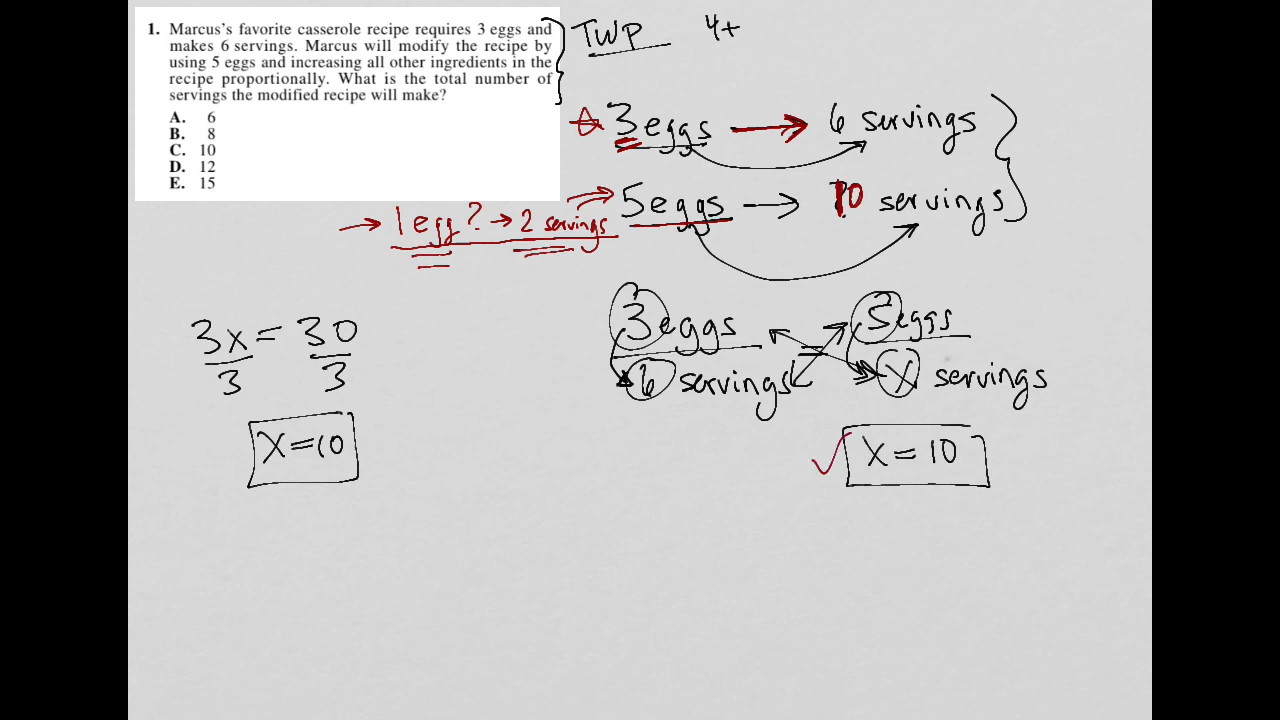 1. Marcus's favorite casserole recipe requires 3 eggs and
makes 6 servings. Marcus will modify the recipe by
using 5 eggs and increasing all other ingredients in the
recipe proportionally. What is the total number of
servings the modified recipe will make?
A. 6
B. 8
C. 10
D. 12
E. 15
TWP 4+
3 eggs → 6 servings
5 eggs → 10 servings
→ 1 egg? → 2 servings
3 eggs = 5 eggs
6 servings x servings
x = 10
3x = 30
3 3
x = 10